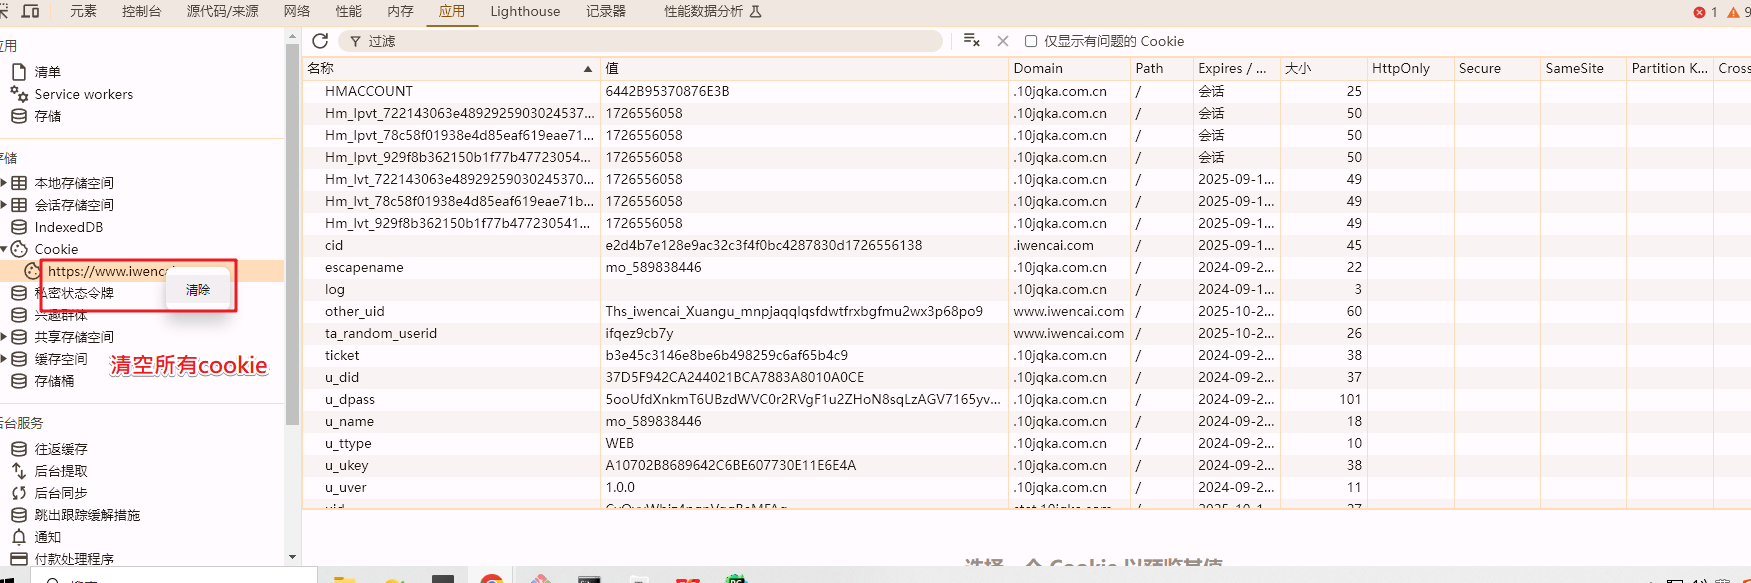 元素 控制台 源代码/来源 网络 性能 内存 应用 Lighthouse 记录器 性能数据分析 1 9
应用
过滤 仅显示有问题的 Cookie
清单
Service workers
存储
存储
本地存储空间
会话存储空间
IndexedDB
Cookie
https://www.iwencai
清除
私密状态令牌
兴趣群体
共享存储空间
缓存空间
清空所有cookie
存储桶
后台服务
往返缓存
后台提取
后台同步
跳出跟踪缓解措施
通知
付款处理程序
名称 值 Domain Path Expires / ... 大小 HttpOnly Secure SameSite Partition K... Cross
HMACCOUNT 6442B95370876E3B .10jqka.com.cn / 会话 25
Hm_lpvt_722143063e4892925903024537... 1726556058 .10jqka.com.cn / 会话 50
Hm_lpvt_78c58f01938e4d85eaf619eae71... 1726556058 .10jqka.com.cn / 会话 50
Hm_lpvt_929f8b362150b1f77b47723054... 1726556058 .10jqka.com.cn / 会话 50
Hm_lvt_722143063e48929259030245370... 1726556058 .10jqka.com.cn / 2025-09-1... 49
Hm_lvt_78c58f01938e4d85eaf619eae71b... 1726556058 .10jqka.com.cn / 2025-09-1... 49
Hm_lvt_929f8b362150b1f77b477230541... 1726556058 .10jqka.com.cn / 2025-09-1... 49
cid e2d4b7e128e9ac32c3f4f0bc4287830d1726556138 .iwencai.com / 2025-09-1... 45
escapename mo_589838446 .10jqka.com.cn / 2024-09-2... 22
log .10jqka.com.cn / 2024-09-1... 3
other_uid Ths_iwencai_Xuangu_mnpjaqqlqsfdwtfrxbgfmu2wx3p68po9 www.iwencai.com / 2025-10-2... 60
ta_random_userid ifqez9cb7y www.iwencai.com / 2025-10-2... 26
ticket b3e45c3146e8be6b498259c6af65b4c9 .10jqka.com.cn / 2024-09-2... 38
u_did 37D5F942CA244021BCA7883A8010A0CE .10jqka.com.cn / 2024-09-2... 37
u_dpass 5ooUfdXnkmT6UBzdWVC0r2RVgF1u2ZHoN8sqLzAGV7165yv... .10jqka.com.cn / 2024-09-2... 101
u_name mo_589838446 .10jqka.com.cn / 2024-09-2... 18
u_ttype WEB .10jqka.com.cn / 2024-09-2... 10
u_ukey A10702B8689642C6BE607730E11E6E4A .10jqka.com.cn / 2024-09-2... 38
u_uver 1.0.0 .10jqka.com.cn / 2024-09-2... 11
选择一个 Cookie 以预览其值